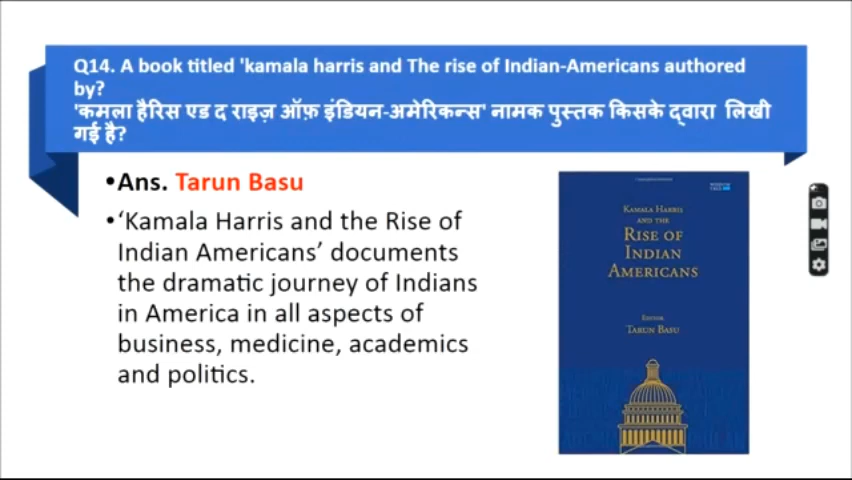 Q14. A book titled 'kamala harris and The rise of Indian-Americans authored
by?
'कमला हैरिस एड द राइज़ ऑफ़ इंडियन-अमेरिकन्स' नामक पुस्तक किसके द्वारा लिखी
गई है?
•Ans. Tarun Basu
•‘Kamala Harris and the Rise of
Indian Americans’ documents
the dramatic journey of Indians
in America in all aspects of
business, medicine, academics
and politics.
KAMALA HARRIS
AND THE
RISE OF
INDIAN
AMERICANS
EDITOR
TARUN BASU